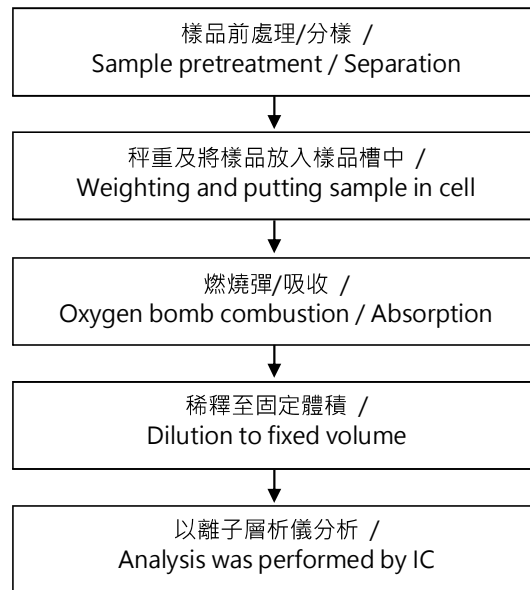 樣品前處理/分樣 /
Sample pretreatment / Separation
秤重及將樣品放入樣品槽中 /
Weighting and putting sample in cell
燃燒彈/吸收 /
Oxygen bomb combustion / Absorption
稀釋至固定體積 /
Dilution to fixed volume
以離子層析儀分析 /
Analysis was performed by IC